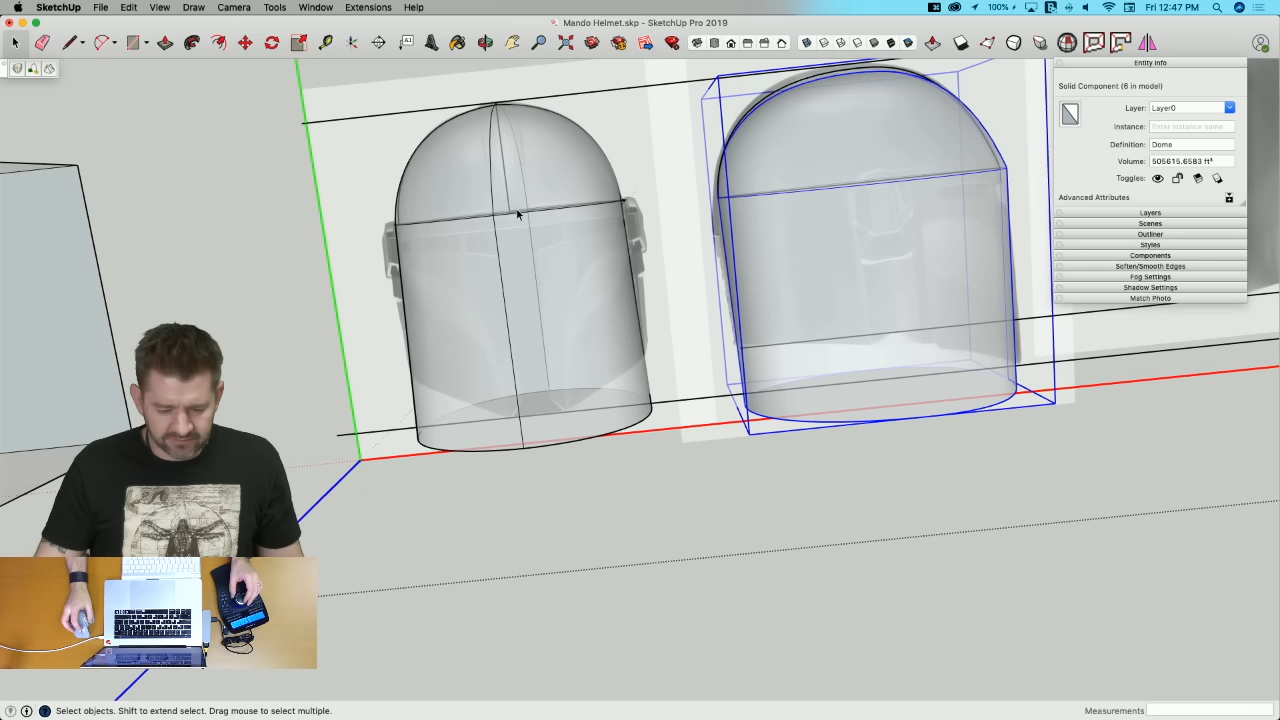 SketchUp File Edit View Draw Camera Tools Window Extensions Help
100% Fri 12:47 PM
Mando Helmet.skp - SketchUp Pro 2019
Entity Info
Solid Component (6 in model)
Layer: Layer0
Instance: Enter instance name
Definition: Dome
Volume: 505615.6583 ft³
Toggles:
Advanced Attributes
Layers
Scenes
Outliner
Styles
Components
Soften/Smooth Edges
Fog Settings
Shadow Settings
Match Photo
Select objects. Shift to extend select. Drag mouse to select multiple.
Measurements